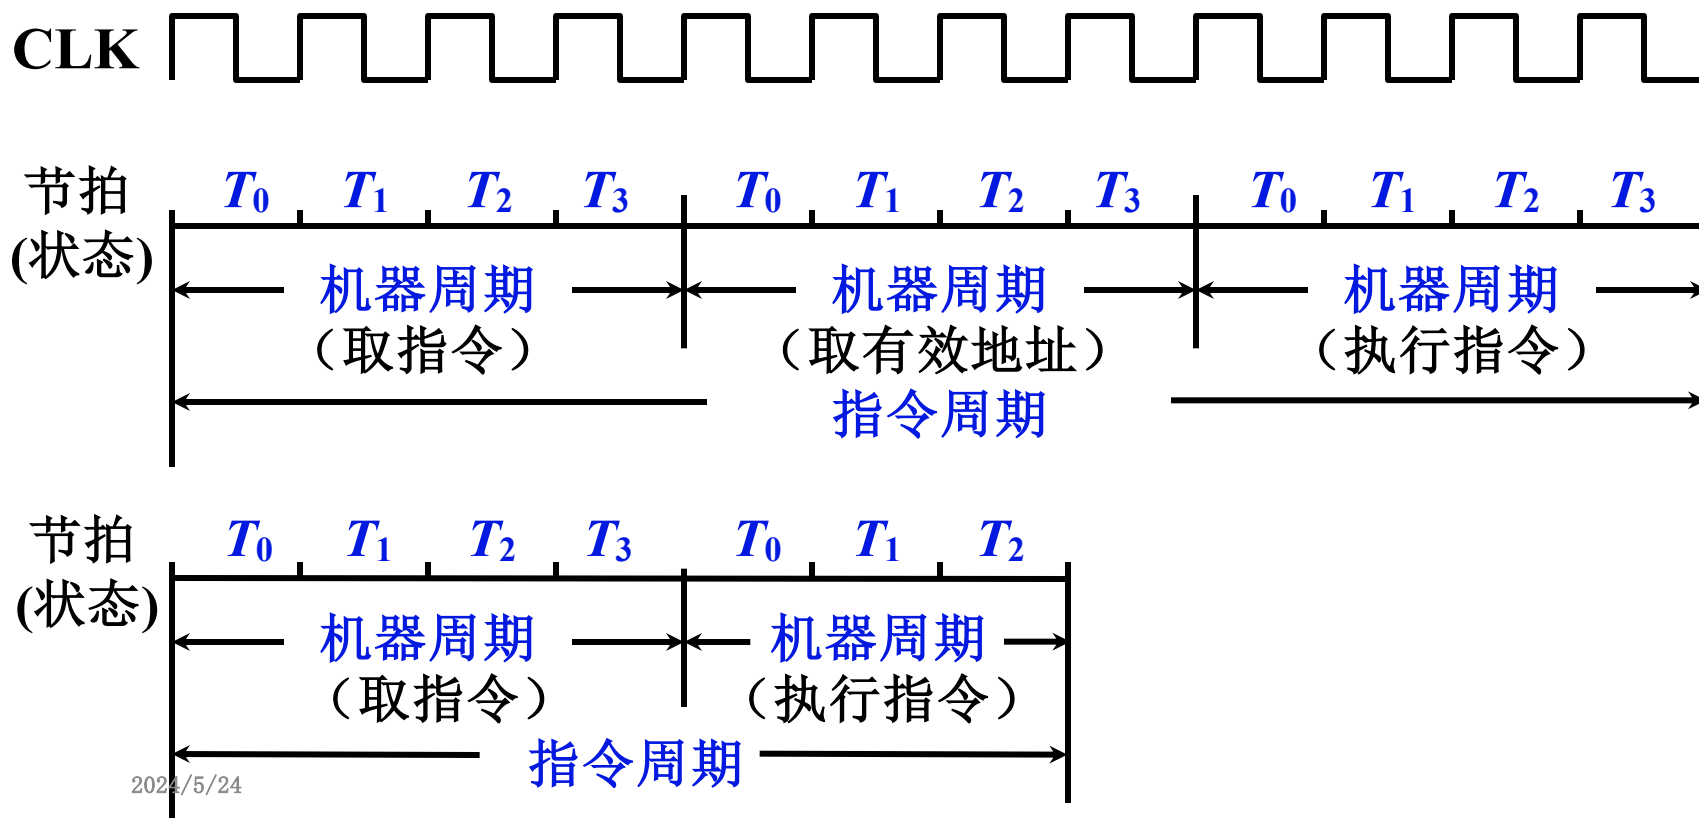 CLK
节拍
(状态)
T0 T1 T2 T3 T0 T1 T2 T3 T0 T1 T2 T3
机器周期 机器周期 机器周期
（取指令） （取有效地址） （执行指令）
指令周期
节拍
(状态)
T0 T1 T2 T3 T0 T1 T2
机器周期 机器周期
（取指令） （执行指令）
指令周期
2024/5/24